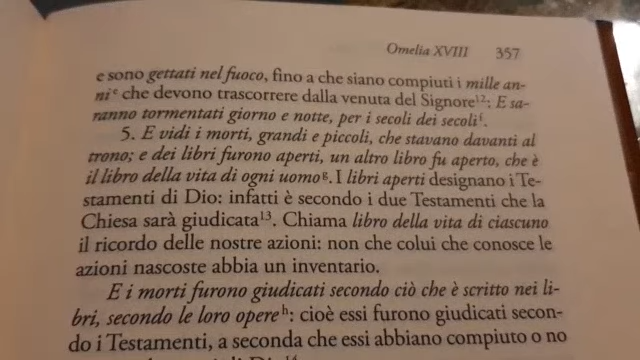 Omelia XVIII 357
e sono gettati nel fuoco, fino a che siano compiuti i mille an-
niᵉ che devono trascorrere dalla venuta del Signore¹²: E sa-
ranno tormentati giorno e notte, per i secoli dei secoliᶠ.
5. E vidi i morti, grandi e piccoli, che stavano davanti al
trono; e dei libri furono aperti, un altro libro fu aperto, che è
il libro della vita di ogni uomoᵍ. I libri aperti designano i Te-
stamenti di Dio: infatti è secondo i due Testamenti che la
Chiesa sarà giudicata¹³. Chiama libro della vita di ciascuno
il ricordo delle nostre azioni: non che colui che conosce le
azioni nascoste abbia un inventario.
E i morti furono giudicati secondo ciò che è scritto nei li-
bri, secondo le loro opereʰ: cioè essi furono giudicati secon-
do i Testamenti, a seconda che essi abbiano compiuto o no
di